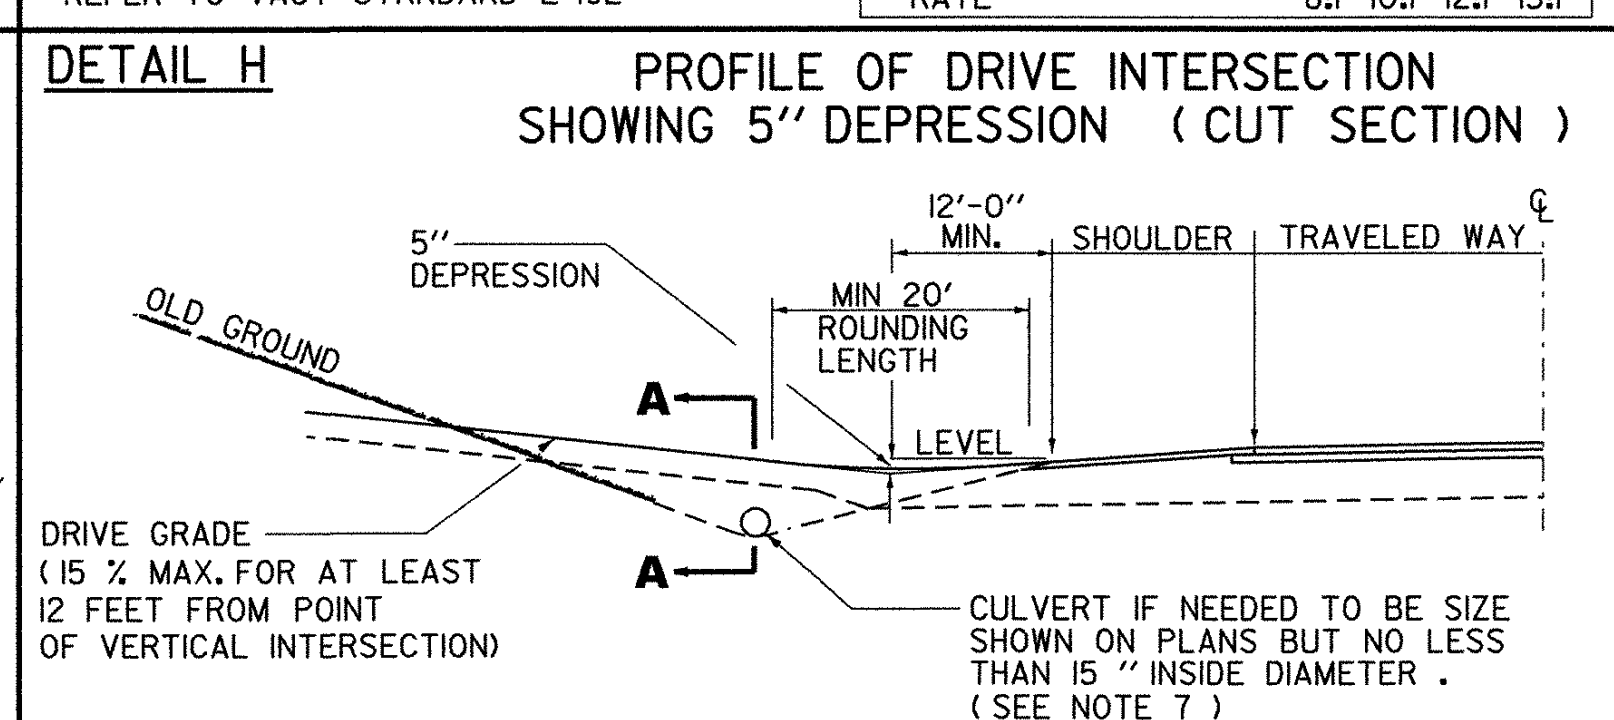 DETAIL H
PROFILE OF DRIVE INTERSECTION
SHOWING 5" DEPRESSION ( CUT SECTION )
12'-0"
MIN.
SHOULDER
TRAVELED WAY
℄
5"
DEPRESSION
MIN 20'
ROUNDING
LENGTH
OLD GROUND
A
LEVEL
DRIVE GRADE
( 15 % MAX. FOR AT LEAST
12 FEET FROM POINT
OF VERTICAL INTERSECTION)
A
CULVERT IF NEEDED TO BE SIZE
SHOWN ON PLANS BUT NO LESS
THAN 15 " INSIDE DIAMETER .
( SEE NOTE 7 )